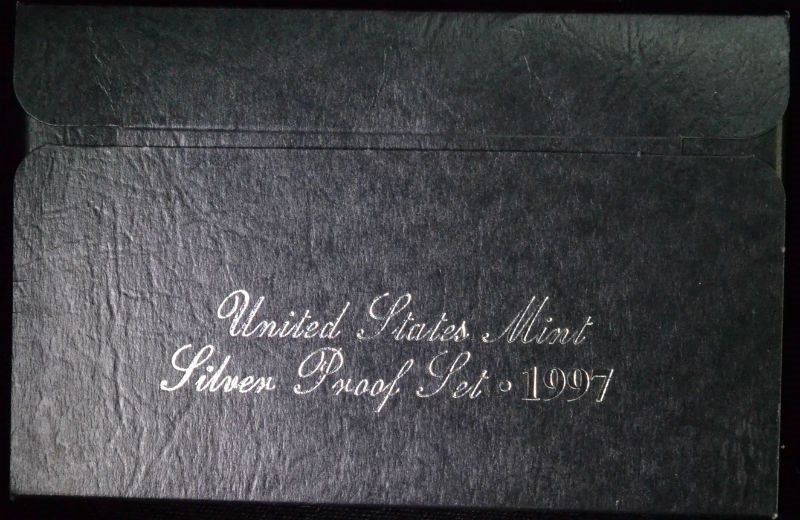 United States Mint
Silver Proof Set • 1997